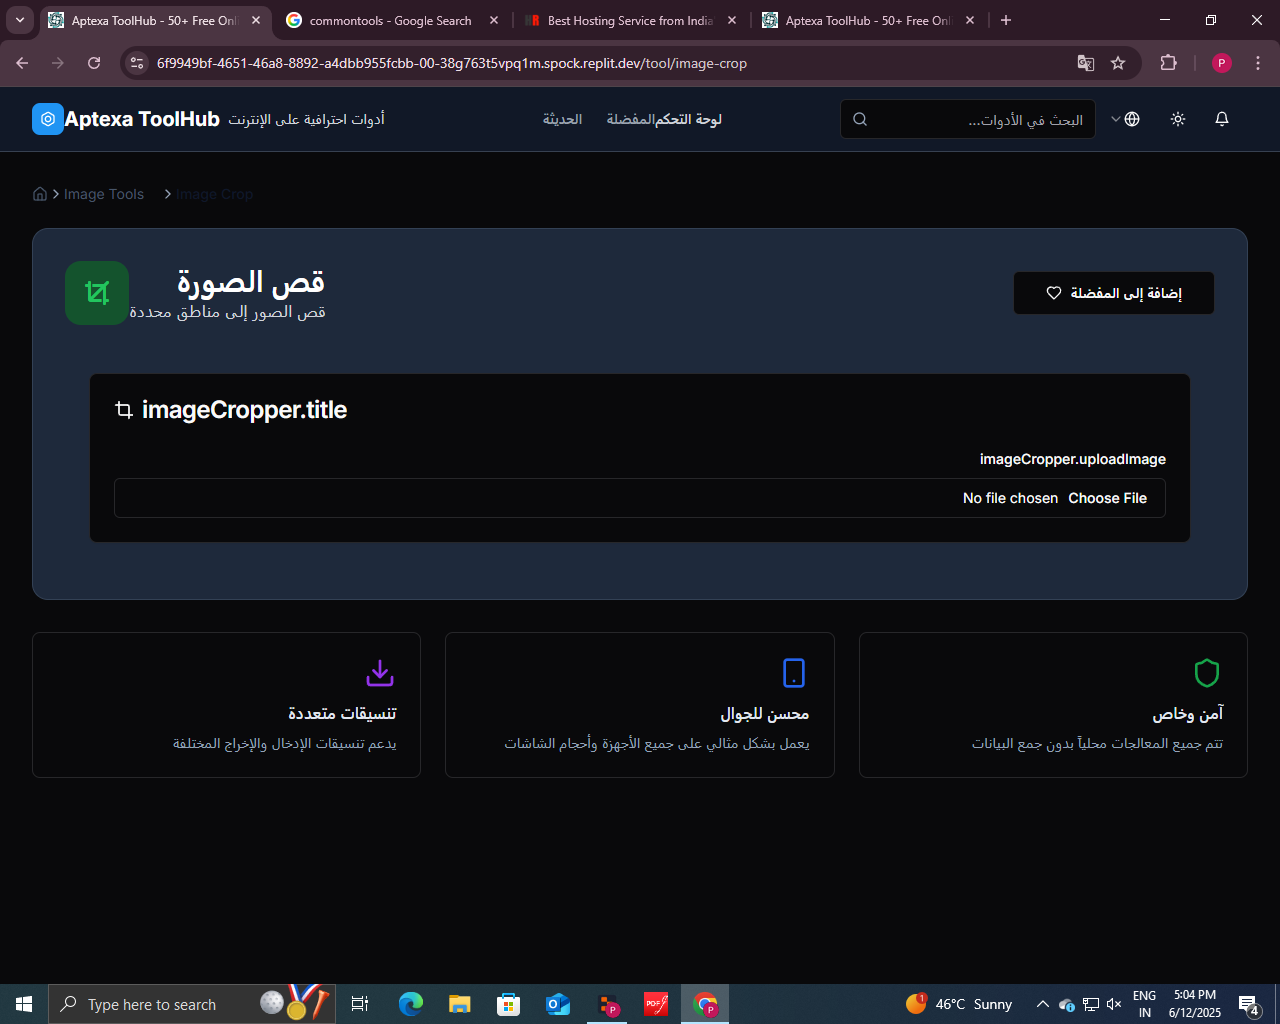 Aptexa ToolHub - 50+ Free Onl
commontools - Google Search
Best Hosting Service from India
Aptexa ToolHub - 50+ Free Onl
6f9949bf-4651-46a8-8892-a4dbb955fcbb-00-38g763t5vpq1m.spock.replit.dev/tool/image-crop
P
Aptexa ToolHub
أدوات احترافية على الإنترنت
لوحة التحكم
المفضلة
الحديثة
البحث في الأدوات...
Image Tools
Image Crop
قص الصورة
قص الصور إلى مناطق محددة
إضافة إلى المفضلة
imageCropper.title
imageCropper.uploadImage
Choose File
No file chosen
آمن وخاص
تتم جميع المعالجات محلياً بدون جمع البيانات
محسن للجوال
يعمل بشكل مثالي على جميع الأجهزة وأحجام الشاشات
تنسيقات متعددة
يدعم تنسيقات الإدخال والإخراج المختلفة
Type here to search
P
PDF
P
1
46°C Sunny
ENG
IN
5:04 PM
6/12/2025
4